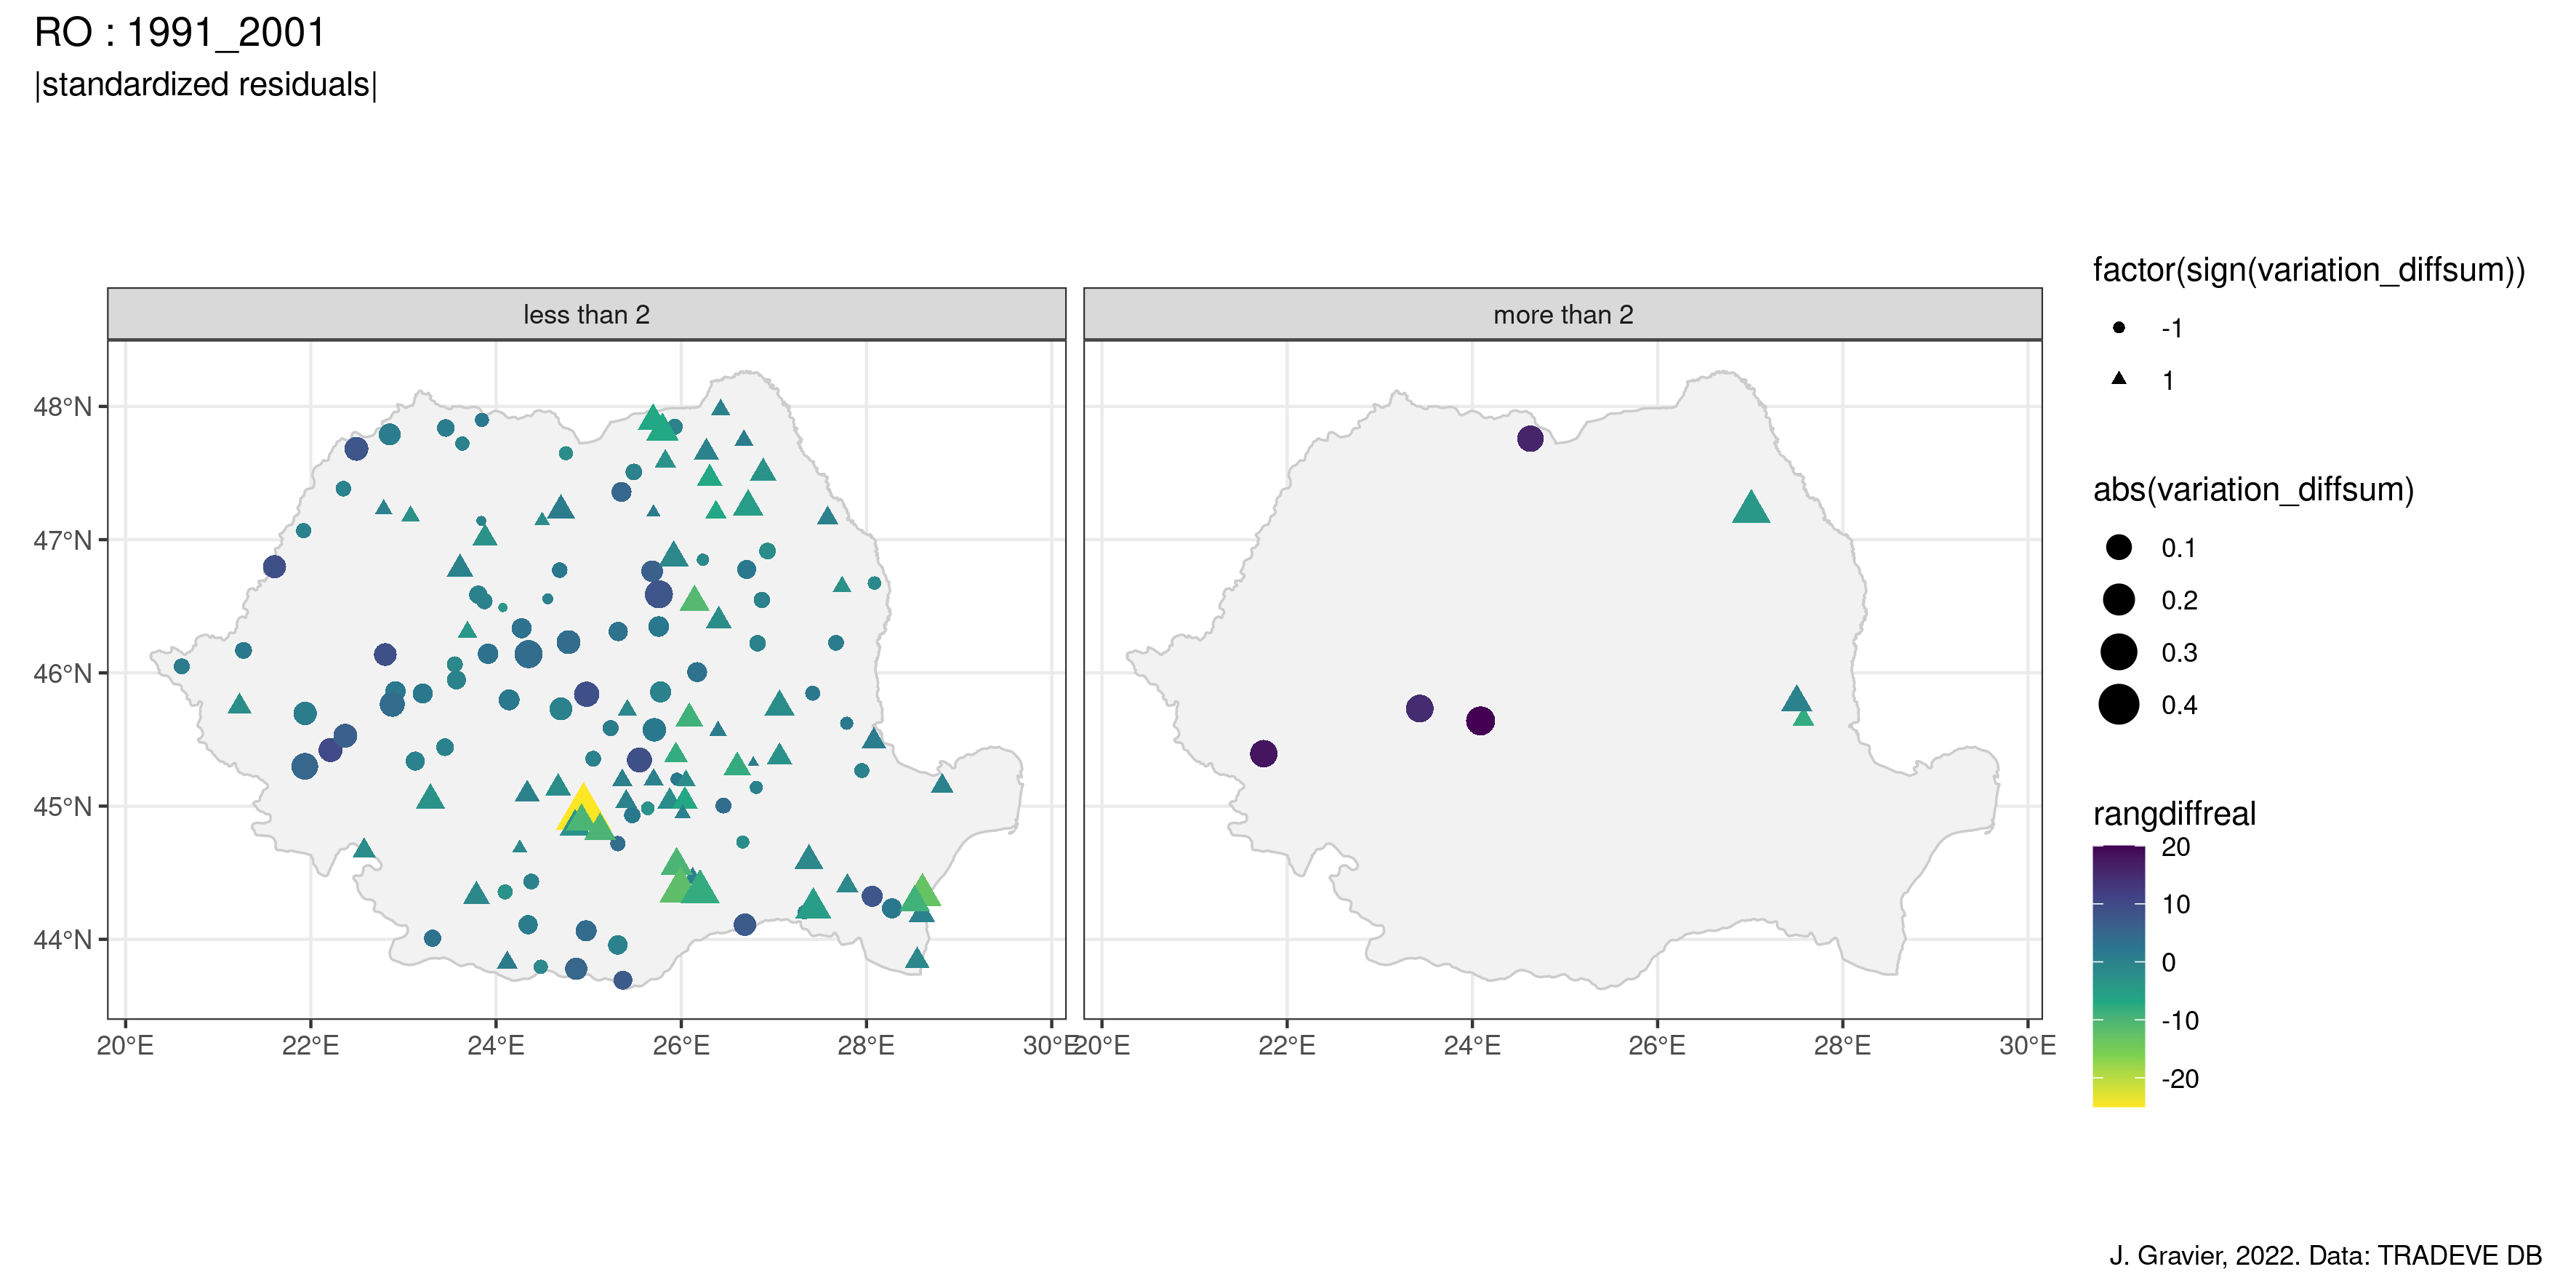 RO : 1991_2001
|standardized residuals|
less than 2
more than 2
48°N
47°N
46°N
45°N
44°N
20°E
22°E
24°E
26°E
28°E
30°E
20°E
22°E
24°E
26°E
28°E
30°E
factor(sign(variation_diffsum))
-1
1
abs(variation_diffsum)
0.1
0.2
0.3
0.4
rangdiffreal
20
10
0
-10
-20
J. Gravier, 2022. Data: TRADEVE DB